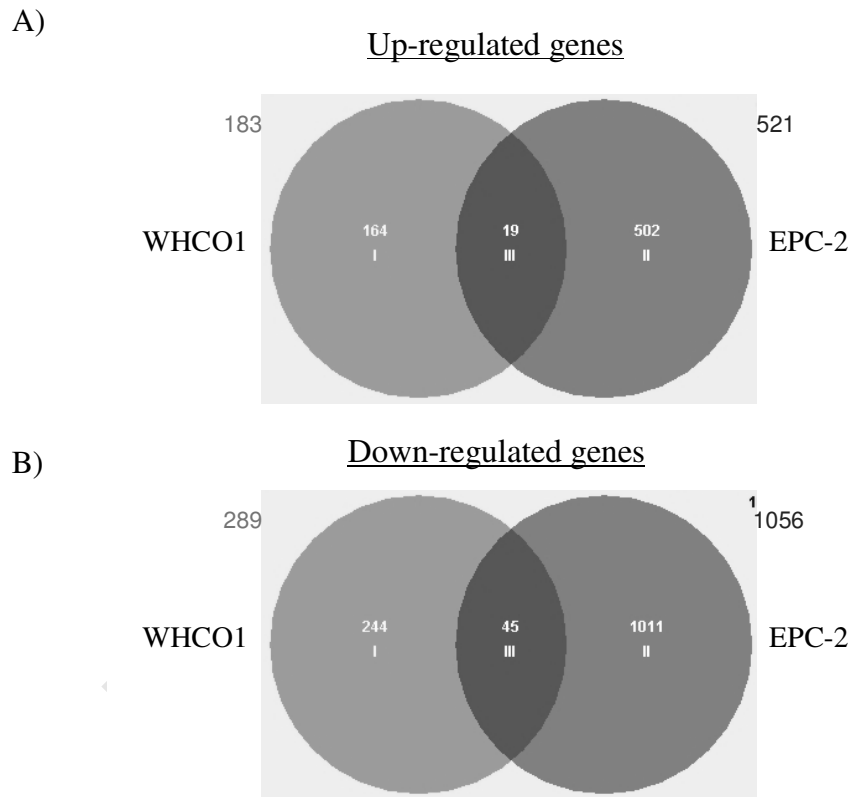 A)
Up-regulated genes
183
521
WHCO1
164
I
19
III
502
II
EPC-2
B)
Down-regulated genes
289
1
1056
WHCO1
244
I
45
III
1011
II
EPC-2